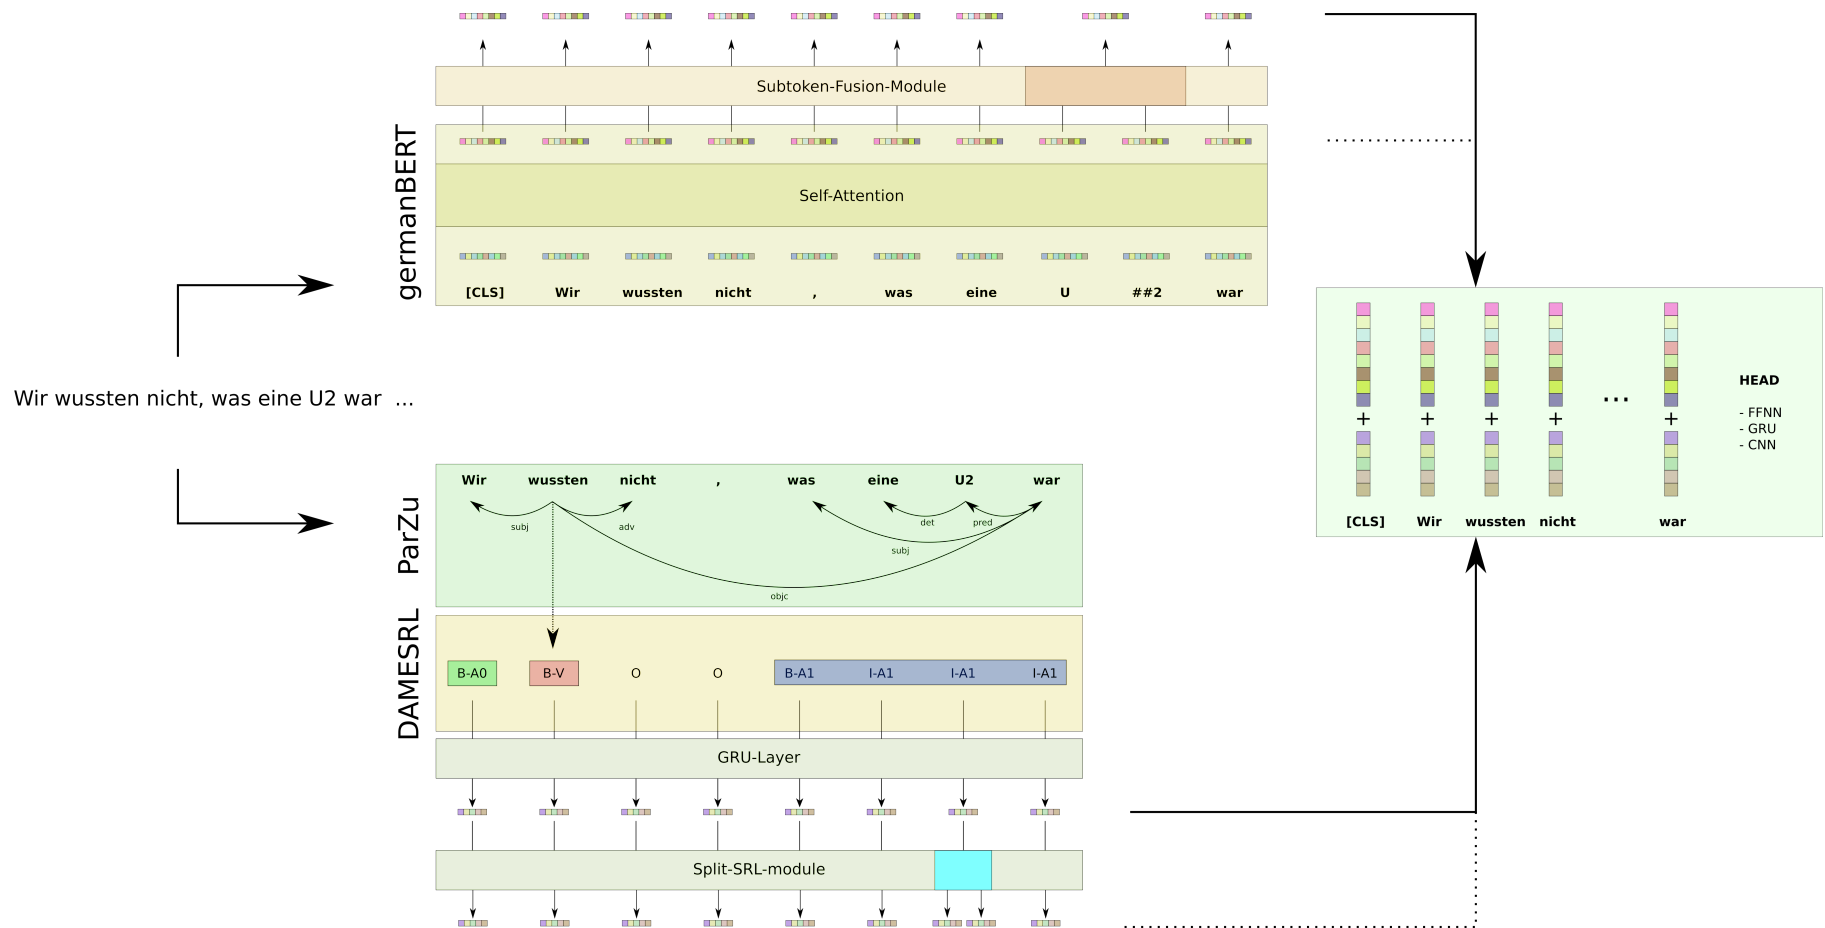 Subtoken-Fusion-Module
germanBERT
Self-Attention
[CLS] Wir wussten nicht , was eine U ##2 war
Wir wussten nicht, was eine U2 war ...
ParZu
Wir wussten nicht , was eine U2 war
subj adv det pred
subj
objc
DAMESRL
B-A0 B-V O O B-A1 I-A1 I-A1 I-A1
GRU-Layer
Split-SRL-module
HEAD
- FFNN
- GRU
- CNN
+ + + + ... +
[CLS] Wir wussten nicht war